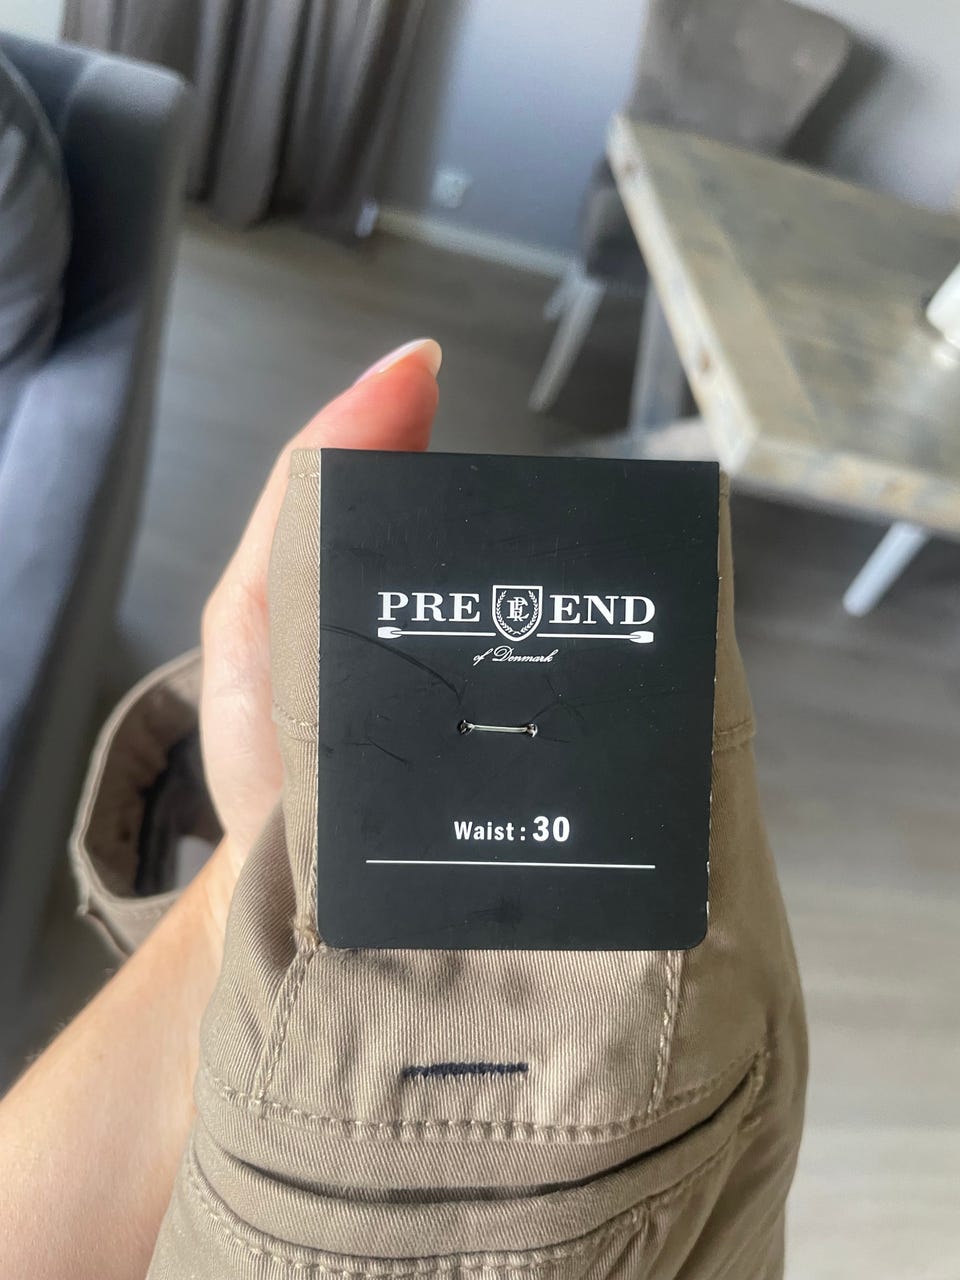 PRE END
of Denmark
Waist: 30